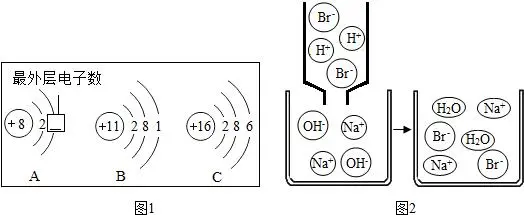 最外层电子数
+8 2
+11 2 8 1
+16 2 8 6
A B C
图1
Br-
H+
H+
Br-
OH- Na+
Na+ OH-
H2O Na+
Br- H2O
Na+ Br-
图2